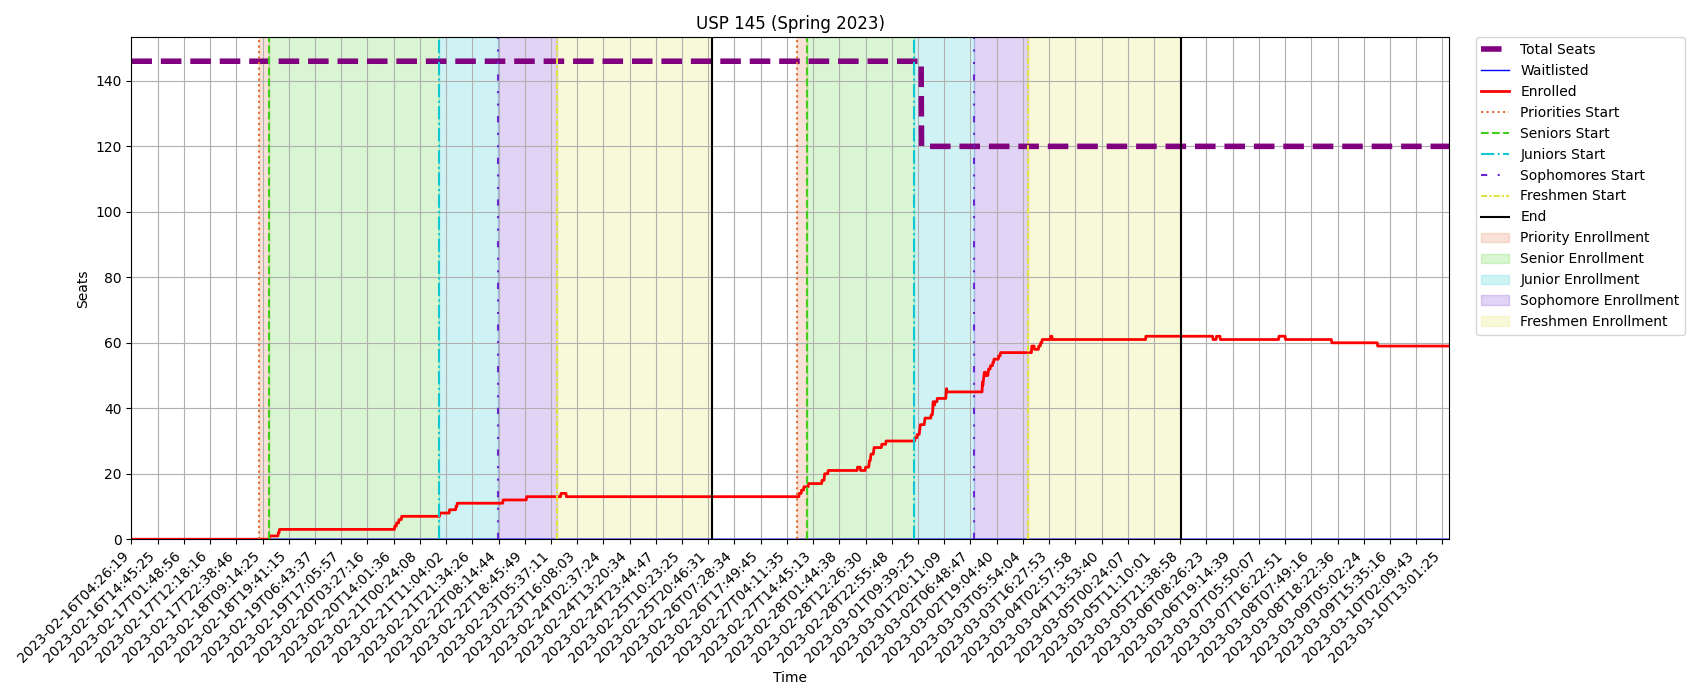 USP 145 (Spring 2023)
Seats
140
120
100
80
60
40
20
0
2023-02-16T04:26:19
2023-02-16T14:45:25
2023-02-17T01:48:56
2023-02-17T12:18:16
2023-02-17T22:38:46
2023-02-18T09:14:25
2023-02-18T19:41:15
2023-02-19T06:43:37
2023-02-19T17:05:57
2023-02-20T03:27:16
2023-02-20T14:01:36
2023-02-21T00:24:08
2023-02-21T11:04:02
2023-02-21T21:34:26
2023-02-22T08:14:44
2023-02-22T18:45:49
2023-02-23T05:37:11
2023-02-23T16:08:03
2023-02-24T02:37:24
2023-02-24T13:20:34
2023-02-24T23:44:47
2023-02-25T10:23:25
2023-02-25T20:46:31
2023-02-26T07:28:34
2023-02-26T17:49:45
2023-02-27T04:11:35
2023-02-27T14:45:13
2023-02-28T01:44:38
2023-02-28T12:26:30
2023-02-28T22:55:48
2023-03-01T09:39:25
2023-03-01T20:11:09
2023-03-02T06:48:47
2023-03-02T19:04:40
2023-03-03T05:54:04
2023-03-03T16:27:53
2023-03-04T02:57:58
2023-03-04T13:53:40
2023-03-05T00:24:07
2023-03-05T11:10:01
2023-03-05T21:38:58
2023-03-06T08:26:23
2023-03-06T19:14:39
2023-03-07T05:50:07
2023-03-07T16:22:51
2023-03-08T07:49:16
2023-03-08T18:22:36
2023-03-09T05:02:24
2023-03-09T15:35:16
2023-03-10T02:09:43
2023-03-10T13:01:25
Time
Total Seats
Waitlisted
Enrolled
Priorities Start
Seniors Start
Juniors Start
Sophomores Start
Freshmen Start
End
Priority Enrollment
Senior Enrollment
Junior Enrollment
Sophomore Enrollment
Freshmen Enrollment